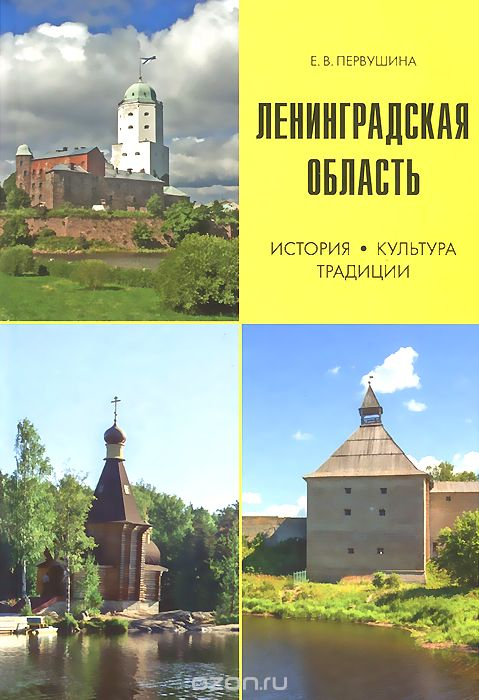 Е. В. ПЕРВУШИНА
ЛЕНИНГРАДСКАЯ
ОБЛАСТЬ
ИСТОРИЯ • КУЛЬТУРА
ТРАДИЦИИ
ozon.ru